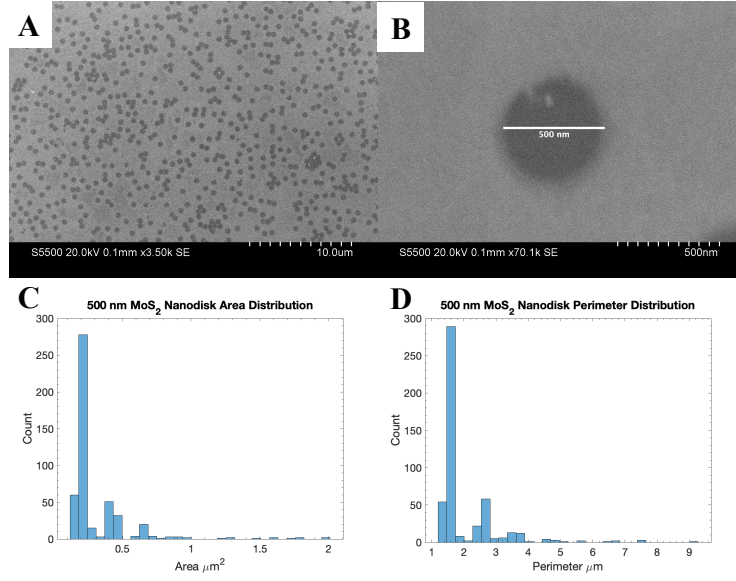 A
B
500 nm
S5500 20.0kV 0.1mm x3.50k SE
10.0um
S5500 20.0kV 0.1mm x70.1k SE
500nm
C
500 nm MoS₂ Nanodisk Area Distribution
300
250
200
150
100
50
0
Count
0.5
1
1.5
2
Area μm²
D
500 nm MoS₂ Nanodisk Perimeter Distribution
300
250
200
150
100
50
0
Count
1
2
3
4
5
6
7
8
9
Perimeter μm